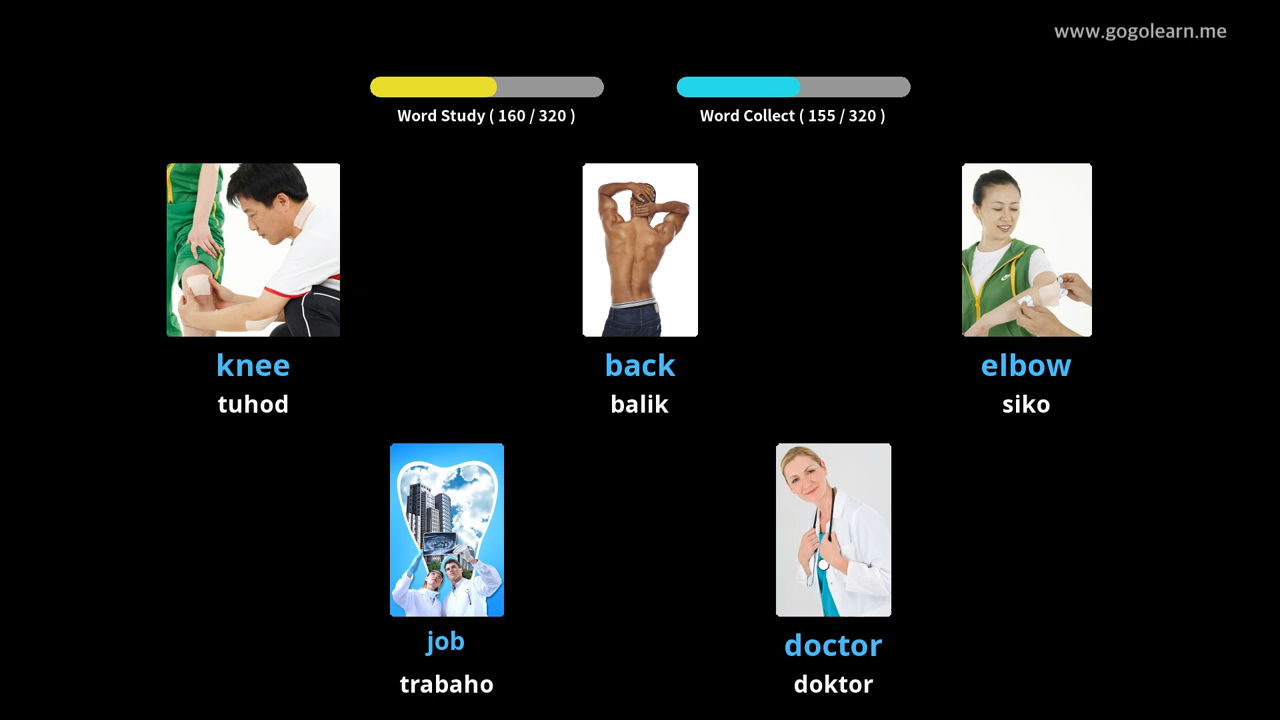 www.gogolearn.me
Word Study ( 160 / 320 )
Word Collect ( 155 / 320 )
knee
back
elbow
tuhod
balik
siko
job
doctor
trabaho
doktor